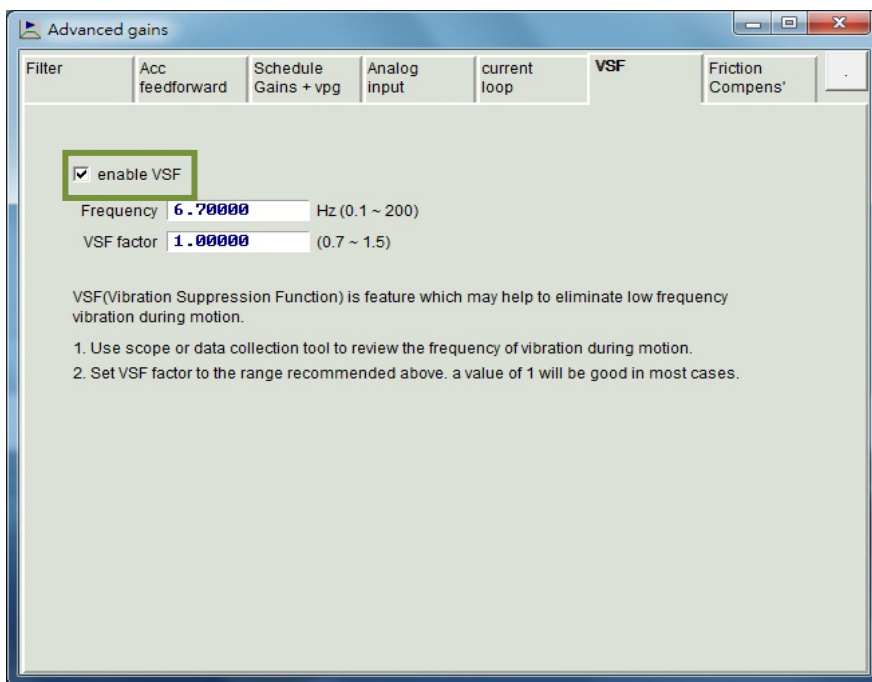 Advanced gains
Filter
Acc
feedforward
Schedule
Gains + vpg
Analog
input
current
loop
VSF
Friction
Compens'
.
enable VSF
Frequency 6.70000 Hz (0.1 ~ 200)
VSF factor 1.00000 (0.7 ~ 1.5)
VSF(Vibration Suppression Function) is feature which may help to eliminate low frequency
vibration during motion.
1. Use scope or data collection tool to review the frequency of vibration during motion.
2. Set VSF factor to the range recommended above. a value of 1 will be good in most cases.